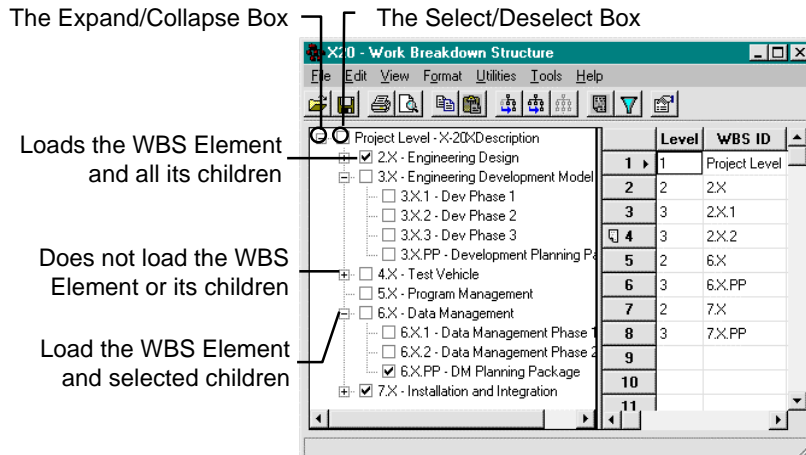 The Expand/Collapse Box
The Select/Deselect Box
X20 - Work Breakdown Structure
File Edit View Format Utilities Tools Help
Loads the WBS Element
and all its children
Does not load the WBS
Element or its children
Load the WBS Element
and selected children
Project Level - X-20XDescription
2.X - Engineering Design
3.X - Engineering Development Model
3.X.1 - Dev Phase 1
3.X.2 - Dev Phase 2
3.X.3 - Dev Phase 3
3.X.PP - Development Planning Pa
4.X - Test Vehicle
5.X - Program Management
6.X - Data Management
6.X.1 - Data Management Phase 1
6.X.2 - Data Management Phase 2
6.X.PP - DM Planning Package
7.X - Installation and Integration
Level WBS ID
1 1 Project Level
2 2 2.X
3 3 2.X.1
4 3 2.X.2
5 2 6.X
6 3 6.X.PP
7 2 7.X
8 3 7.X.PP
9
10
11